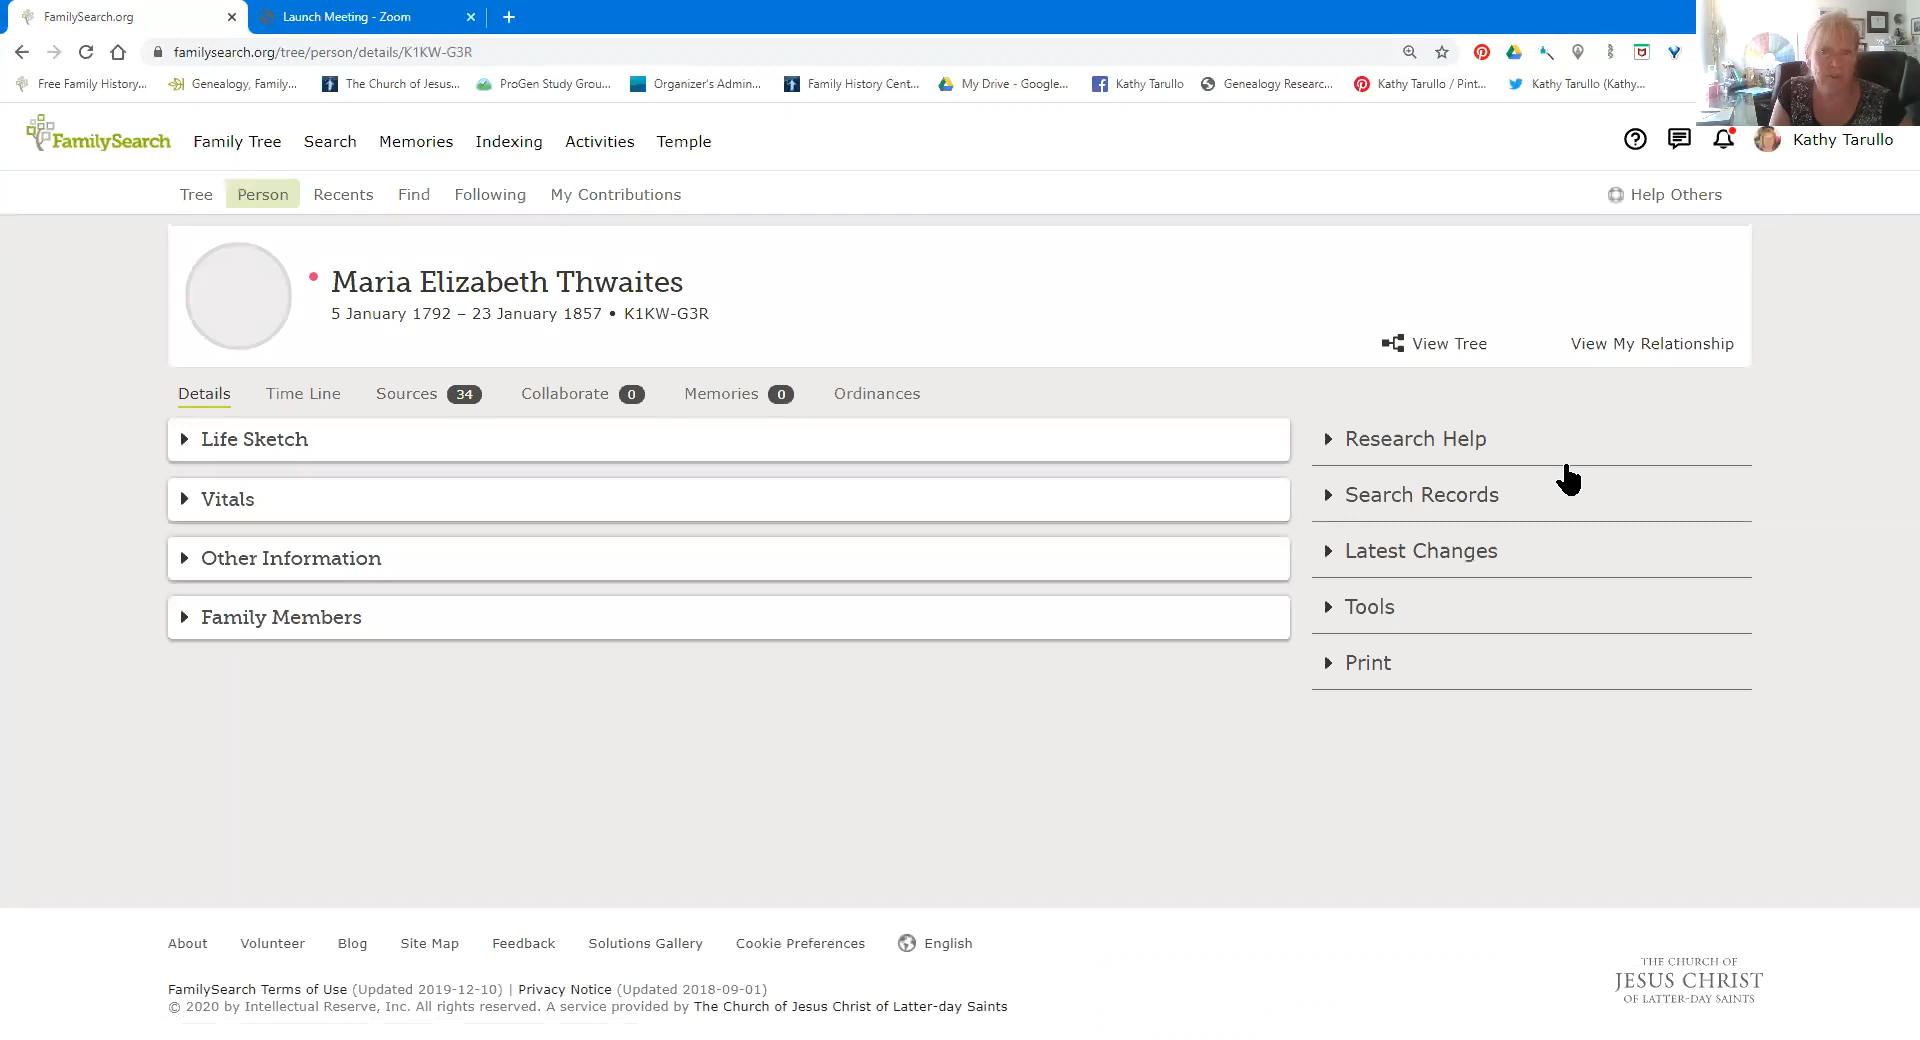 FamilySearch.org
Launch Meeting - Zoom
familysearch.org/tree/person/details/K1KW-G3R
Free Family History... Genealogy, Family... The Church of Jesus... ProGen Study Grou... Organizer's Admin... Family History Cent... My Drive - Google... Kathy Tarullo Genealogy Researc... Kathy Tarullo / Pint... Kathy Tarullo (Kathy...
FamilySearch Family Tree Search Memories Indexing Activities Temple Kathy Tarullo
Tree Person Recents Find Following My Contributions Help Others
Maria Elizabeth Thwaites
5 January 1792 – 23 January 1857 • K1KW-G3R
View Tree View My Relationship
Details Time Line Sources 34 Collaborate 0 Memories 0 Ordinances
Life Sketch
Vitals
Other Information
Family Members
Research Help
Search Records
Latest Changes
Tools
Print
About Volunteer Blog Site Map Feedback Solutions Gallery Cookie Preferences English
FamilySearch Terms of Use (Updated 2019-12-10) | Privacy Notice (Updated 2018-09-01)
© 2020 by Intellectual Reserve, Inc. All rights reserved. A service provided by The Church of Jesus Christ of Latter-day Saints
THE CHURCH OF
JESUS CHRIST
OF LATTER-DAY SAINTS